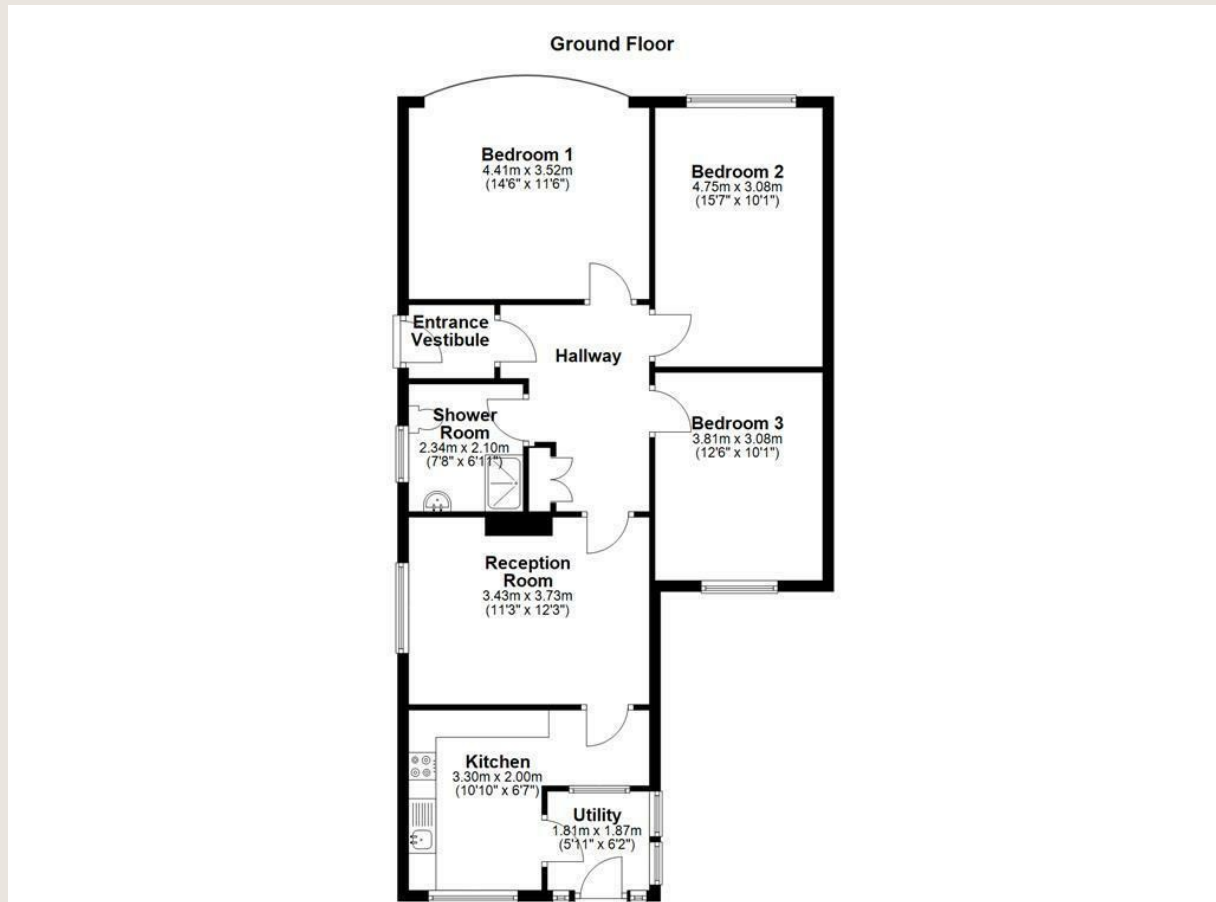 Ground Floor
Bedroom 1
4.41m x 3.52m
(14'6" x 11'6")
Bedroom 2
4.75m x 3.08m
(15'7" x 10'1")
Entrance
Vestibule
Hallway
Shower
Room
2.34m x 2.10m
(7'8" x 6'11")
Bedroom 3
3.81m x 3.08m
(12'6" x 10'1")
Reception
Room
3.43m x 3.73m
(11'3" x 12'3")
Kitchen
3.30m x 2.00m
(10'10" x 6'7")
Utility
1.81m x 1.87m
(5'11" x 6'2")